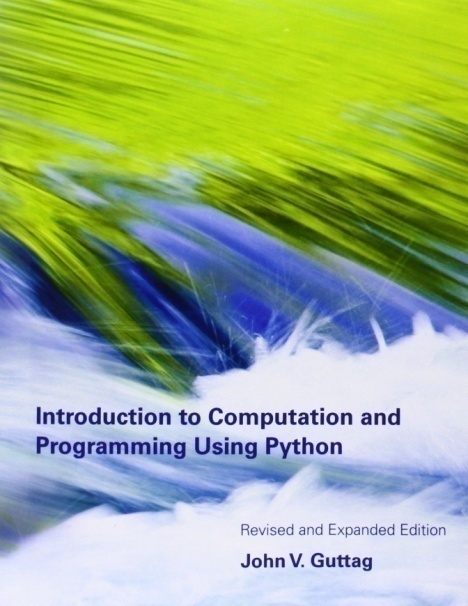 Introduction to Computation and
Programming Using Python
Revised and Expanded Edition
John V. Guttag